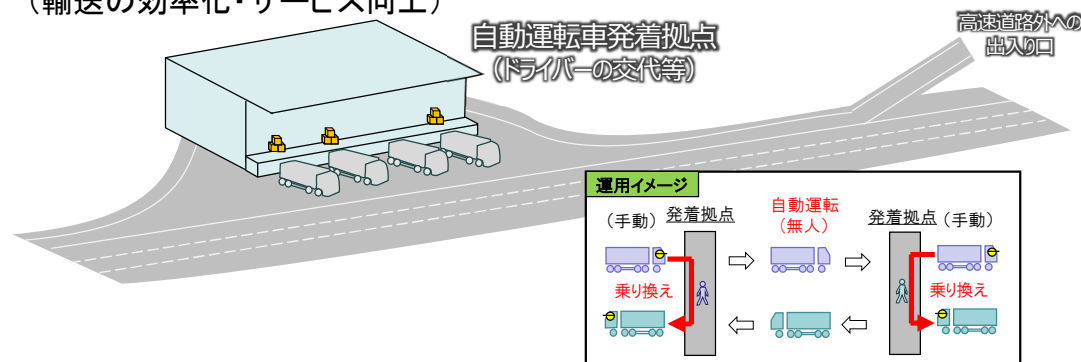 (輸送の効率化・サービス向上)
自動運転車発着拠点
(ドライバーの交代等)
高速道路外への
出入り口
運用イメージ
(手動)
発着拠点
自動運転
(無人)
発着拠点
(手動)
乗り換え
乗り換え